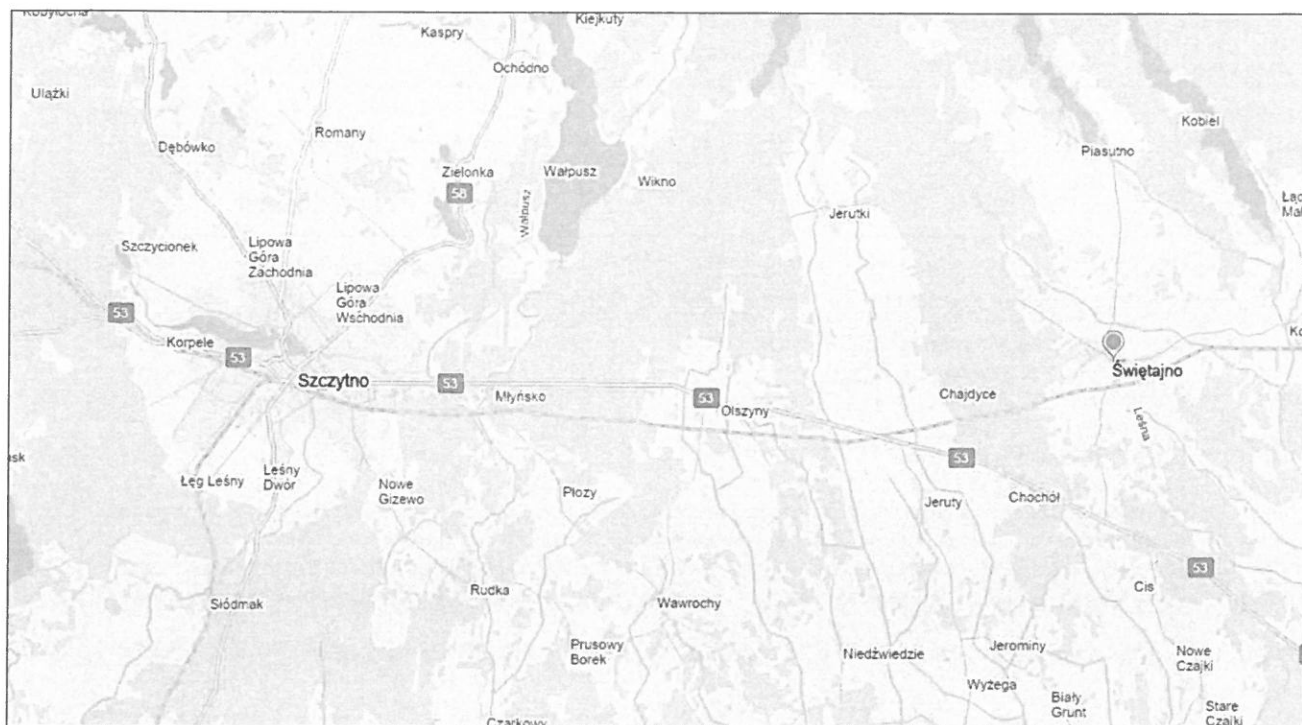 Kiejkuty
Kaspry
Ochódno
Ulążki
Romany
Dębówko
Kobiel
Piasutno
Zielonka
Wałpusz
58
Wikno
Wałpusz
Jerutki
Szczycionek
Lipowa
Góra
Zachodnia
Lipowa
Góra
Wschodnia
53
Korpele
53
Szczytno
53
Młyńsko
53
Olszyny
Chajdyce
Świętajno
Leśna
53
Łęg Leśny
Leśny
Dwór
Nowe
Gizewo
Płozy
Jeruty
Chochół
53
Cis
Słódmak
Rudka
Wawrochy
Prusowy
Borek
Niedźwiedzie
Jerominy
Wyżega
Nowe
Czajki
Biały
Grunt
Stare
Czajki
Czarkowy